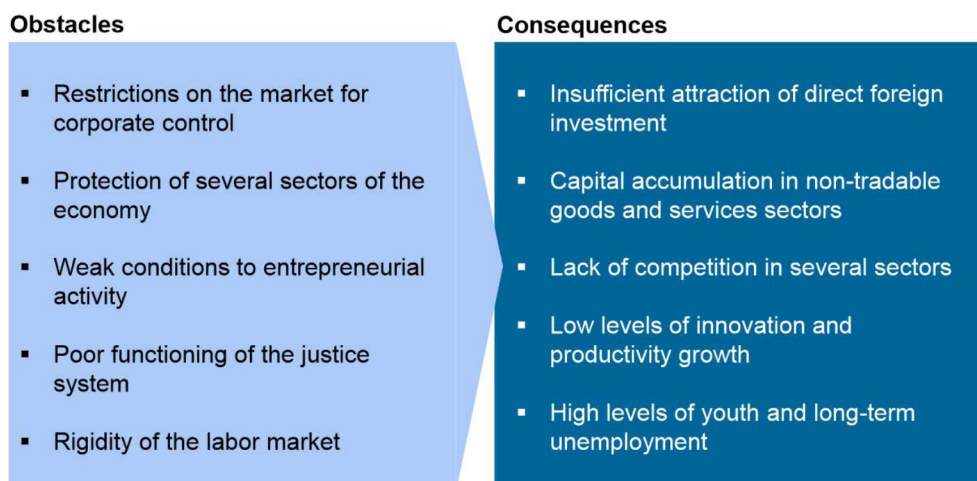 Obstacles
▪ Restrictions on the market for
corporate control
▪ Protection of several sectors of the
economy
▪ Weak conditions to entrepreneurial
activity
▪ Poor functioning of the justice
system
▪ Rigidity of the labor market
Consequences
▪ Insufficient attraction of direct foreign
investment
▪ Capital accumulation in non-tradable
goods and services sectors
▪ Lack of competition in several sectors
▪ Low levels of innovation and
productivity growth
▪ High levels of youth and long-term
unemployment